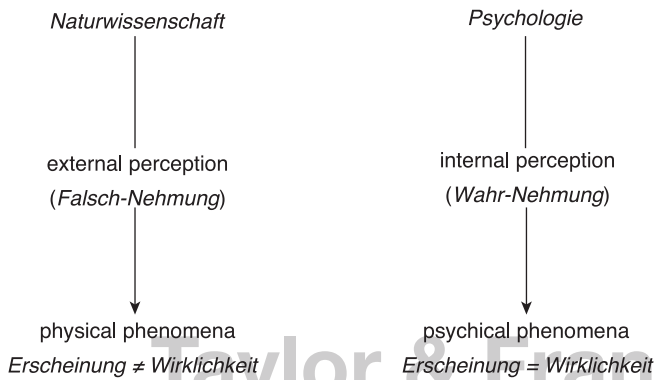 Naturwissenschaft
external perception
(Falsch-Nehmung)
physical phenomena
Erscheinung ≠ Wirklichkeit
Psychologie
internal perception
(Wahr-Nehmung)
psychical phenomena
Erscheinung = Wirklichkeit
Taylor & Fran